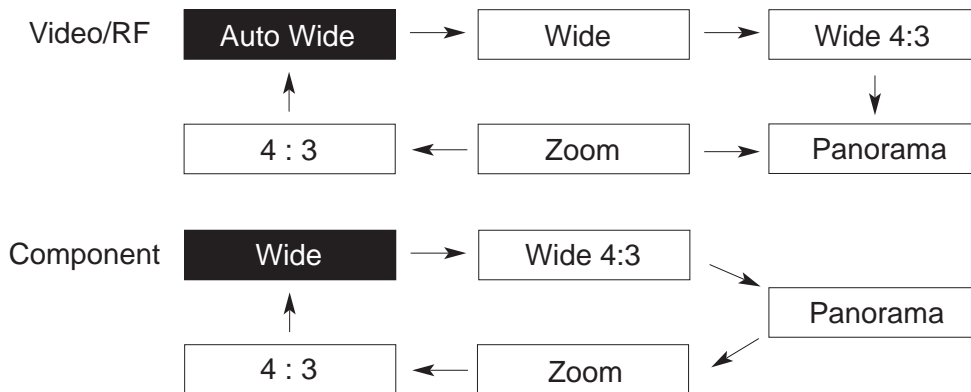 Video/RF Auto Wide Wide Wide 4:3
4 : 3 Zoom Panorama
Component Wide Wide 4:3
Panorama
4 : 3 Zoom